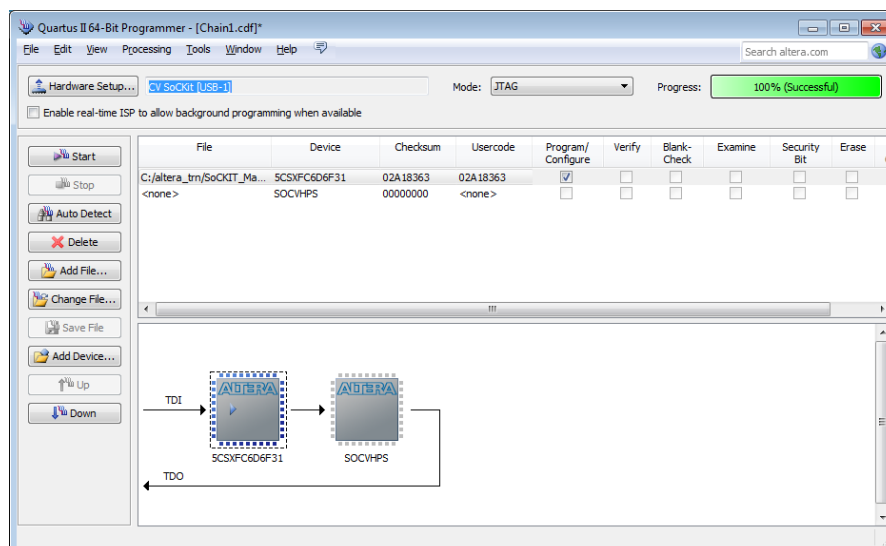 Quartus II 64-Bit Programmer - [Chain1.cdf]*
File Edit View Processing Tools Window Help
Search altera.com
Hardware Setup... CV SoCKit [USB-1] Mode: JTAG Progress: 100% (Successful)
Enable real-time ISP to allow background programming when available
Start
Stop
Auto Detect
Delete
Add File...
Change File...
Save File
Add Device...
Up
Down
File Device Checksum Usercode Program/ Configure Verify Blank- Check Examine Security Bit Erase
C:/altera_trn/SoCKIT_Ma... 5CSXFC6D6F31 02A18363 02A18363
<none> SOCVHPS 00000000 <none>
TDI
ALTERA
ALTERA
5CSXFC6D6F31
SOCVHPS
TDO